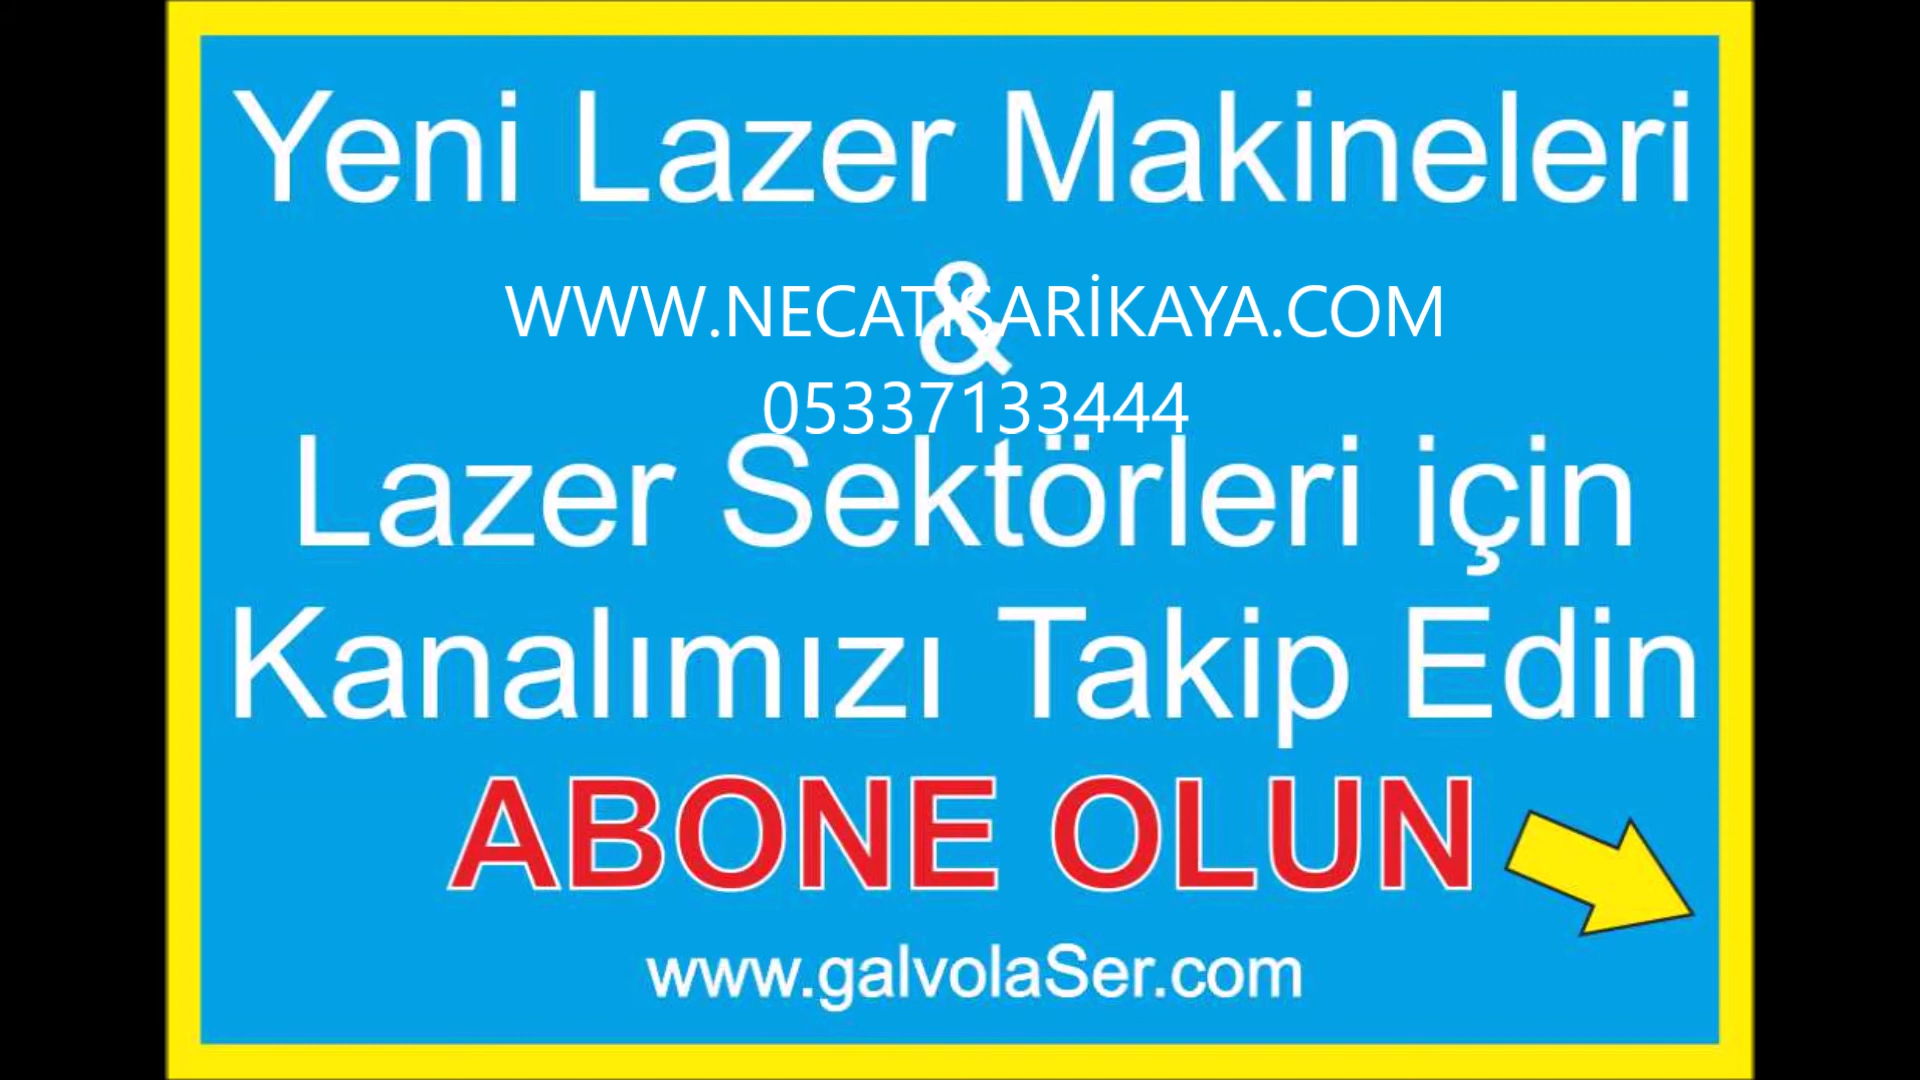 Yeni Lazer Makineleri
&
WWW.NECATİSARİKAYA.COM
05337133444
Lazer Sektörleri için
Kanalımızı Takip Edin
ABONE OLUN
www.galvolaSer.com